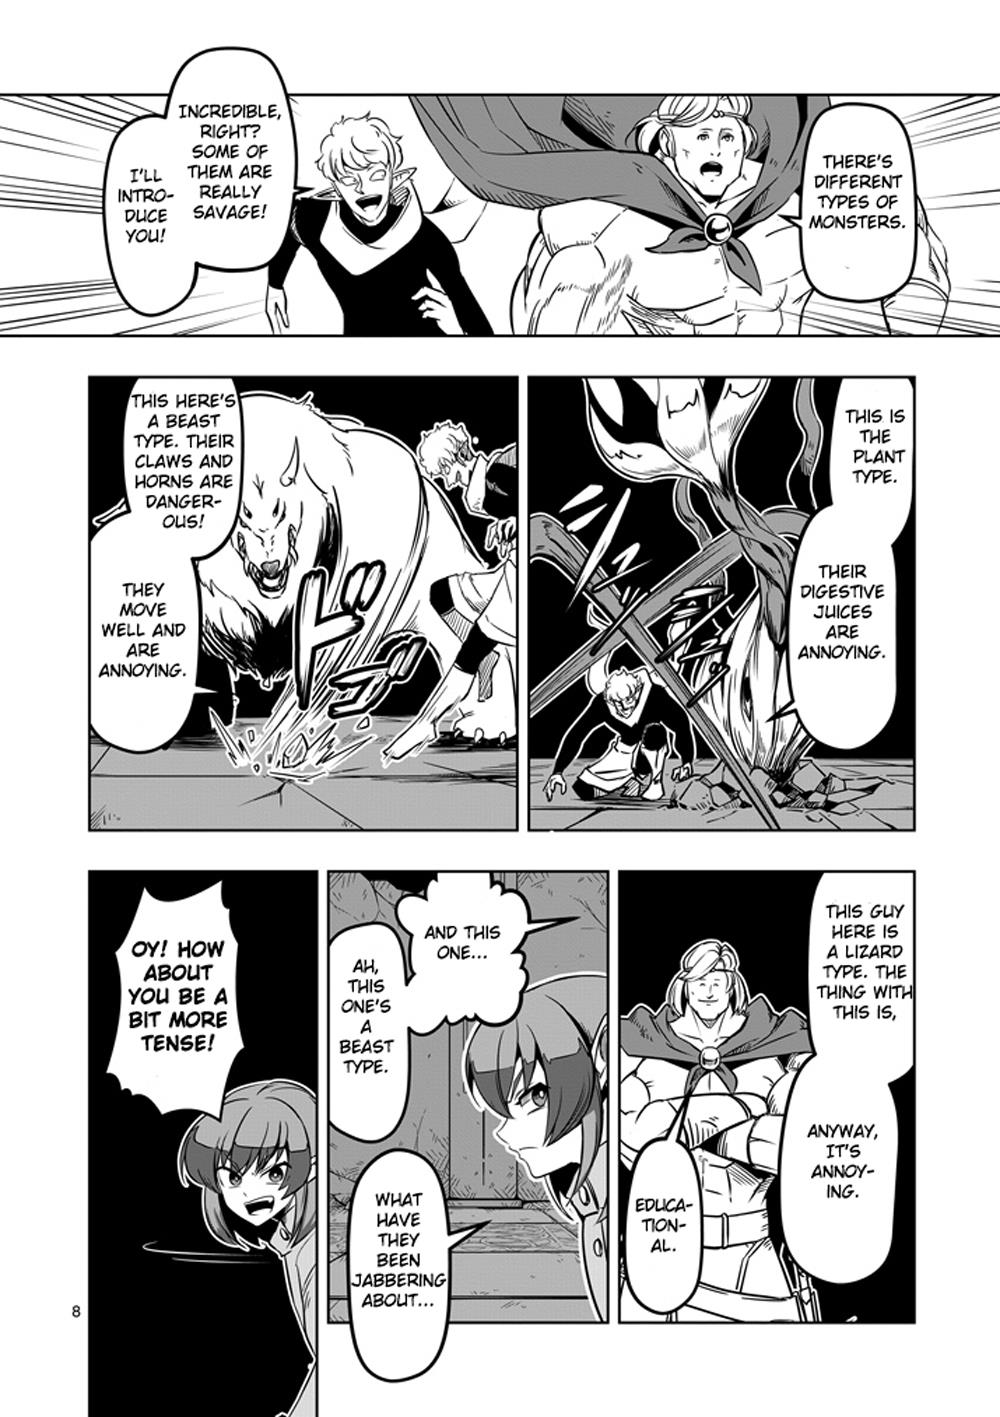 THERE'S
DIFFERENT
TYPES OF
MONSTERS.
INCREDIBLE,
RIGHT?
SOME OF
THEM ARE
REALLY
SAVAGE!
I'LL
INTRO-
DUCE
YOU!
THIS IS
THE
PLANT
TYPE.
THEIR
DIGESTIVE
JUICES
ARE
ANNOYING.
THIS HERE'S
A BEAST
TYPE. THEIR
CLAWS AND
HORNS ARE
DANGER-
OUS!
THEY
MOVE
WELL AND
ARE
ANNOYING.
ドドドッ
THIS GUY
HERE IS
A LIZARD
TYPE. THE
THING WITH
THIS IS,
ANYWAY,
IT'S
ANNOY-
ING.
EDUCA-
TION-
AL.
AND THIS
ONE...
AH,
THIS
ONE'S
A
BEAST
TYPE.
WHAT
HAVE
THEY
BEEN
JABBERING
ABOUT...
OY! HOW
ABOUT
YOU BE A
BIT MORE
TENSE!
8